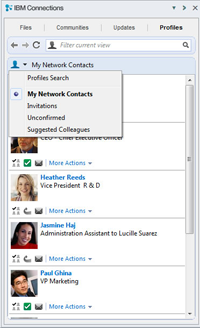 IBM Connections
Files Communities Updates Profiles
Filter current view
My Network Contacts
Profiles Search
My Network Contacts
Invitations
Unconfirmed
Suggested Colleagues
CEO - Chief Executive Officer
More Actions
Heather Reeds
Vice President R & D
More Actions
Jasmine Haj
Administration Assistant to Lucille Suarez
More Actions
Paul Ghina
VP Marketing
More Actions